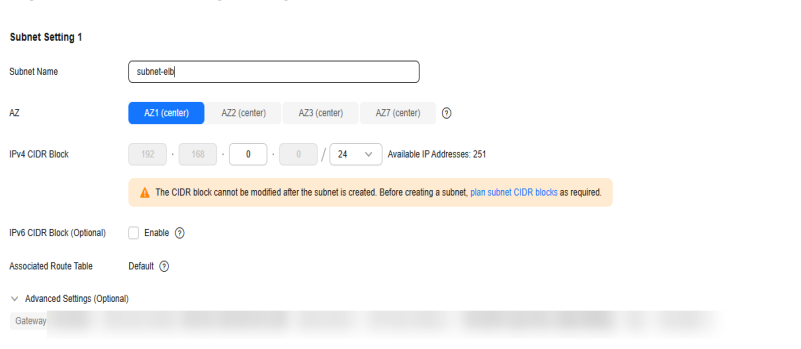 Subnet Setting 1
Subnet Name subnet-elb
AZ AZ1 (center) AZ2 (center) AZ3 (center) AZ7 (center) ?
IPv4 CIDR Block 192 · 168 · 0 · 0 / 24 Available IP Addresses: 251
The CIDR block cannot be modified after the subnet is created. Before creating a subnet, plan subnet CIDR blocks as required.
IPv6 CIDR Block (Optional) Enable ?
Associated Route Table Default ?
Advanced Settings (Optional)
Gateway